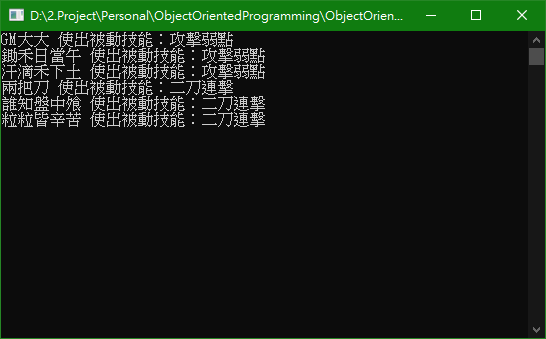 D:\2.Project\Personal\ObjectOrientedProgramming\ObjectOrien...
GM大大 使出被動技能：攻擊弱點
鋤禾日當午 使出被動技能：攻擊弱點
汗滴禾下土 使出被動技能：攻擊弱點
兩把刀 使出被動技能：二刀連擊
誰知盤中飧 使出被動技能：二刀連擊
粒粒皆辛苦 使出被動技能：二刀連擊